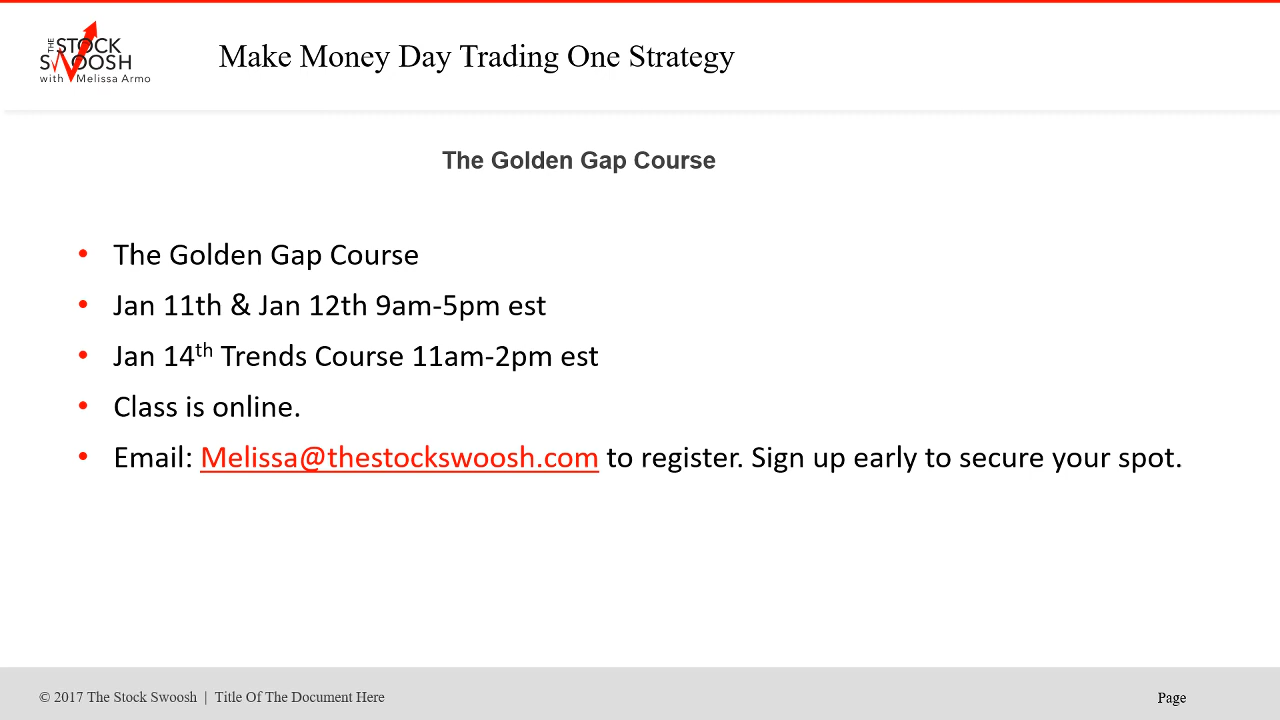 THE
STOCK
SWOOSH
with Melissa Armo
Make Money Day Trading One Strategy
The Golden Gap Course
• The Golden Gap Course
• Jan 11th & Jan 12th 9am-5pm est
• Jan 14th Trends Course 11am-2pm est
• Class is online.
• Email: Melissa@thestockswoosh.com to register. Sign up early to secure your spot.
© 2017 The Stock Swoosh | Title Of The Document Here
Page